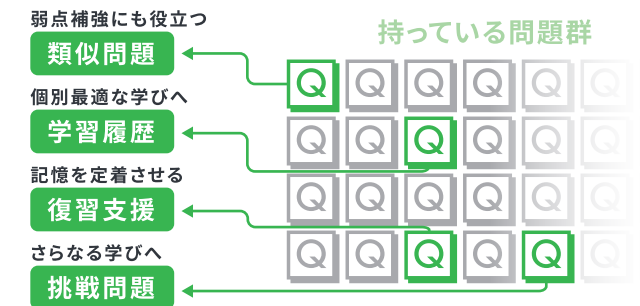 弱点補強にも役立つ
類似問題
個別最適な学びへ
学習履歴
記憶を定着させる
復習支援
さらなる学びへ
挑戦問題
持っている問題群
Q Q Q Q Q Q
Q Q Q Q Q Q
Q Q Q Q Q Q
Q Q Q Q Q Q